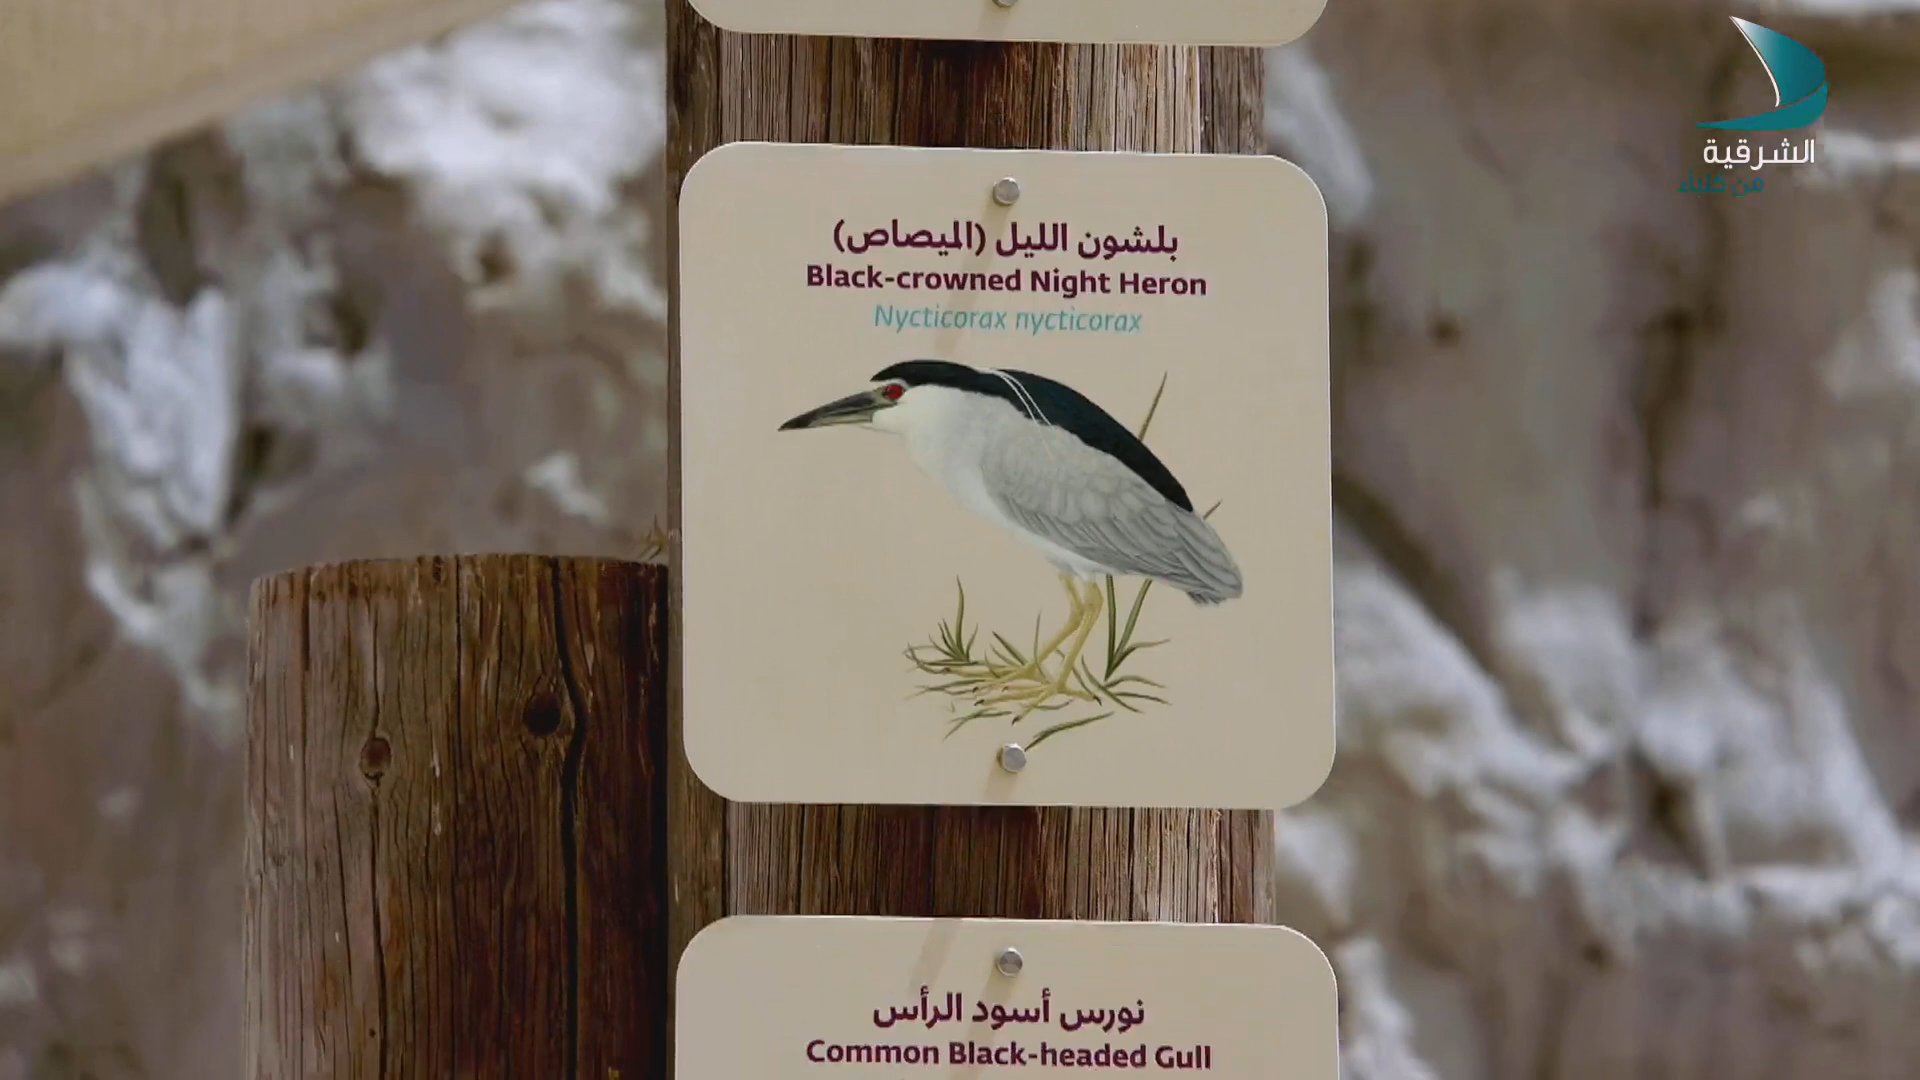 الشرقية
من كلباء
بلشون الليل (الميصاص)
Black-crowned Night Heron
Nycticorax nycticorax
نورس أسود الرأس
Common Black-headed Gull